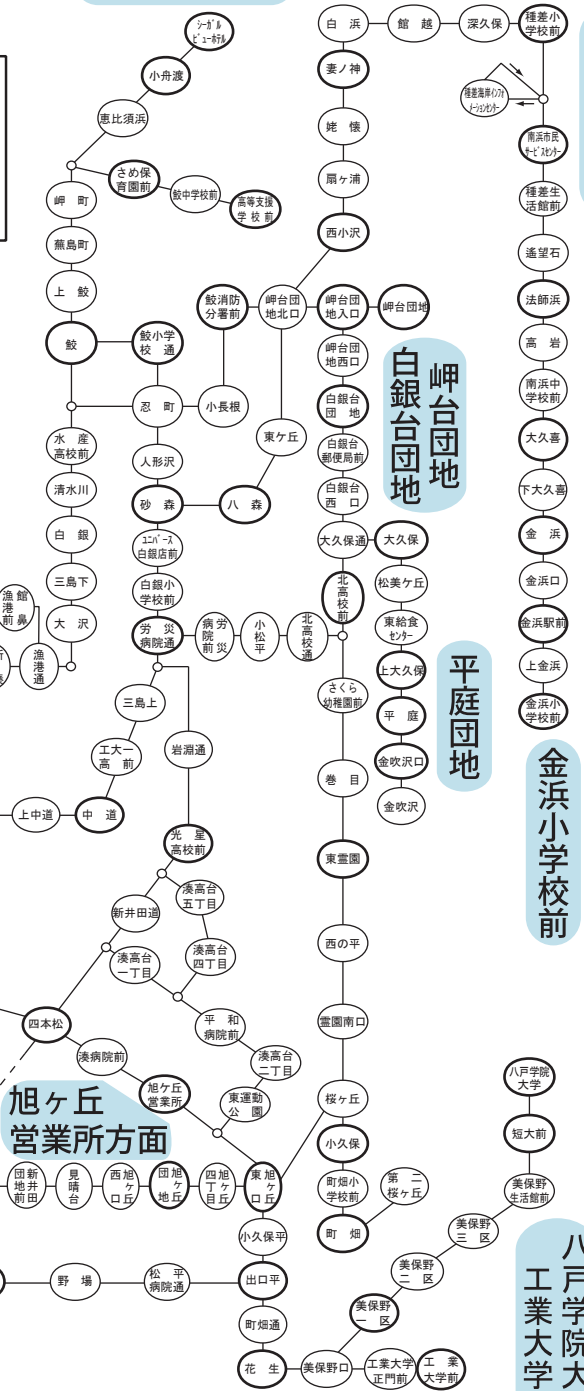 シーガル
ビューホテル
小舟渡
恵比須浜
さめ保
育園前
鮫中学校前
高等支援
学校前
岬町
蕪島町
上鮫
鮫
鮫小学
校通
鮫消防
分署前
岬台団
地北口
岬台団
地入口
岬台団地
忍町
小長根
水産
高校前
清水川
白銀
三島下
大沢
漁港通
館鼻
漁港前
人形沢
砂森
八森
東ケ丘
ユニバース
白銀店前
白銀小
学校前
労災
病院通
労災
病院前
小松平
北高校通
白浜
館越
深久保
種差小
学校前
妻ノ神
姥懐
扇ヶ浦
西小沢
種差海岸インフォ
メーションセンター
南浜市民
サービスセンター
種差生
活館前
遙望石
法師浜
高岩
南浜中
学校前
大久喜
下大久喜
金浜
金浜口
金浜駅前
上金浜
金浜小
学校前
金浜小学校前
岬台団
地西口
白銀台
団地
白銀台
郵便局前
白銀台
西口
岬台団地
白銀台団地
大久保通
大久保
北高校前
松美ケ丘
東給食
センター
上大久保
平庭
金吹沢口
金吹沢
平庭団地
さくら
幼稚園前
巻目
東霊園
西の平
霊園南口
桜ヶ丘
小久保
町畑小
学校前
町畑
第二
桜ヶ丘
三島上
工大一
高前
上中道
中道
岩淵通
光星
高校前
新井田道
湊高台
五丁目
湊高台
四丁目
湊高台
一丁目
平和
病院前
湊高台
二丁目
東運動
公園
四本松
湊病院前
旭ケ丘
営業所
旭ヶ丘
営業所方面
新井田
団地前
見晴台
旭ヶ丘
西口
旭ヶ丘
団地
旭ヶ丘
四丁目
旭ヶ丘
東口
小久保平
野場
松平
病院通
出口平
町畑通
花生
美保野口
工業大学
正門前
工業
大学前
美保野
一区
美保野
二区
美保野
三区
美保野
生活館前
短大前
八戸学院
大学
八戸学院大
工業大学